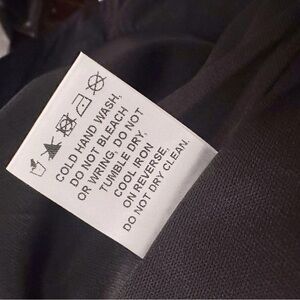 COLD HAND WASH,
DO NOT BLEACH
OR WRING, DO NOT
TUMBLE DRY,
COOL IRON
ON REVERSE,
DO NOT DRY CLEAN.